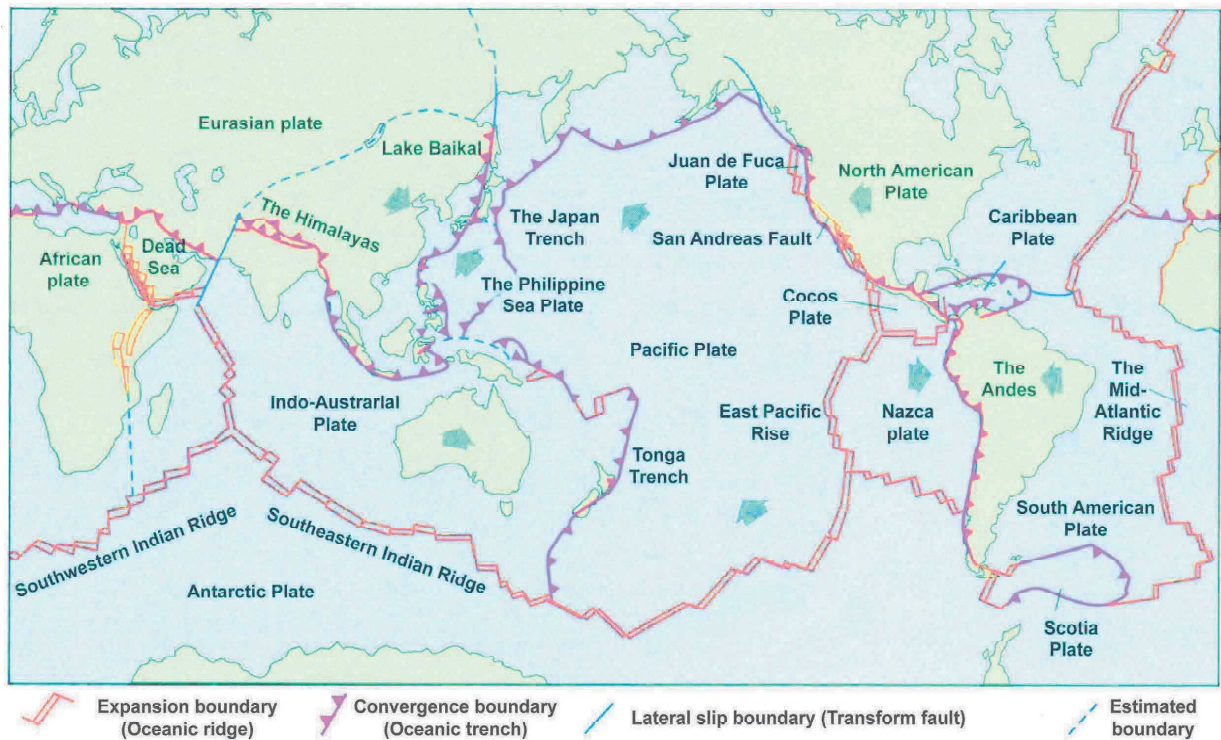 Eurasian plate
Lake Baikal
The Himalayas
African
plate
Dead
Sea
The Japan
Trench
The Philippine
Sea Plate
Juan de Fuca
Plate
North American
Plate
San Andreas Fault
Caribbean
Plate
Cocos
Plate
Pacific Plate
Indo-Austrarlal
Plate
East Pacific
Rise
Nazca
plate
The
Andes
The
Mid-
Atlantic
Ridge
Tonga
Trench
South American
Plate
Southwestern Indian Ridge
Southeastern Indian Ridge
Antarctic Plate
Scotia
Plate
Expansion boundary
(Oceanic ridge)
Convergence boundary
(Oceanic trench)
Lateral slip boundary (Transform fault)
Estimated
boundary